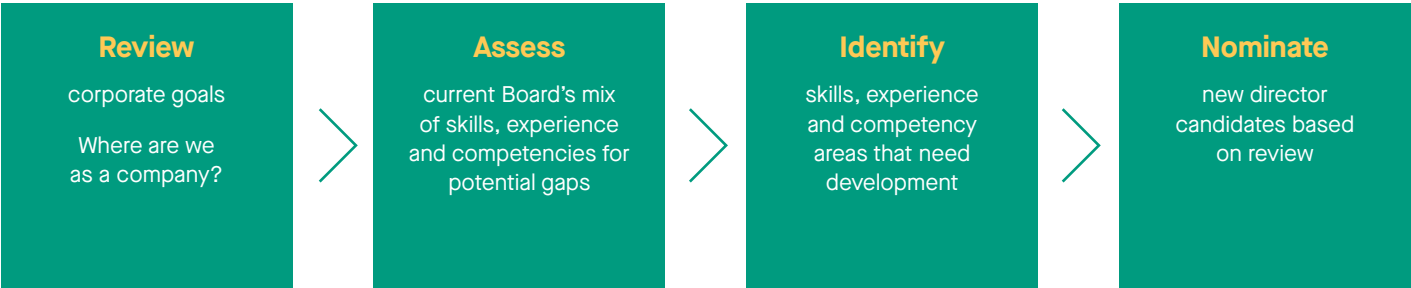 Review
corporate goals
Where are we
as a company?
Assess
current Board’s mix
of skills, experience
and competencies for
potential gaps
Identify
skills, experience
and competency
areas that need
development
Nominate
new director
candidates based
on review